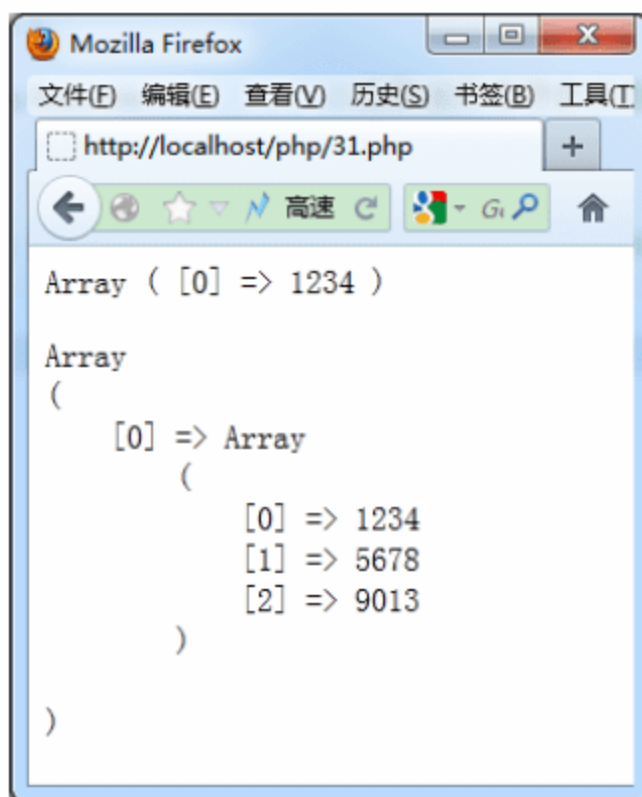 Mozilla Firefox
文件(F) 编辑(E) 查看(V) 历史(S) 书签(B) 工具(T
http://localhost/php/31.php
高速 G
Array ( [0] => 1234 )
Array
(
[0] => Array
(
[0] => 1234
[1] => 5678
[2] => 9013
)
)